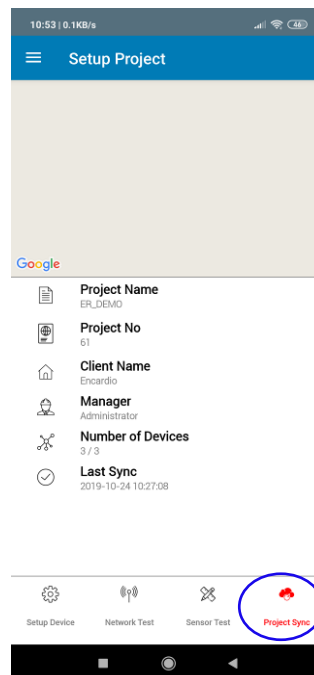 10:53 | 0.1KB/s 46
Setup Project
Google
Project Name
ER_DEMO
Project No
61
Client Name
Encardio
Manager
Administrator
Number of Devices
3 / 3
Last Sync
2019-10-24 10:27:08
Setup Device Network Test Sensor Test Project Sync